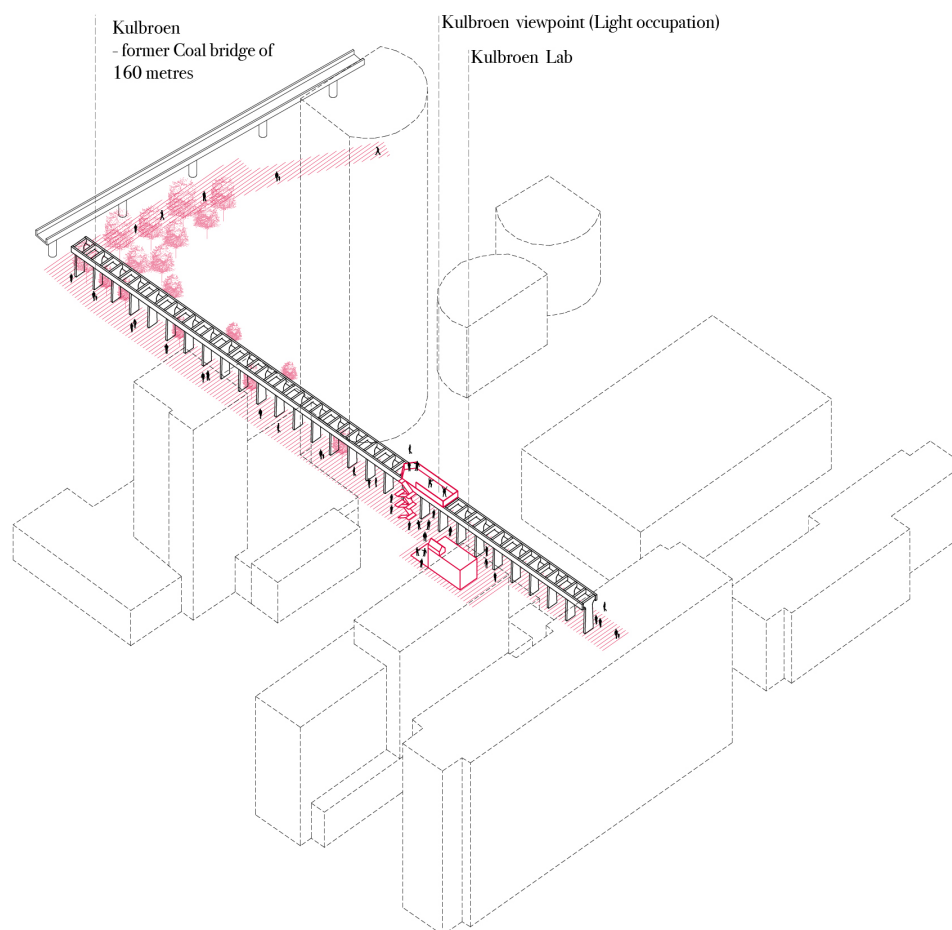 Kulbroen
- former Coal bridge of
160 metres
Kulbroen viewpoint (Light occupation)
Kulbroen Lab